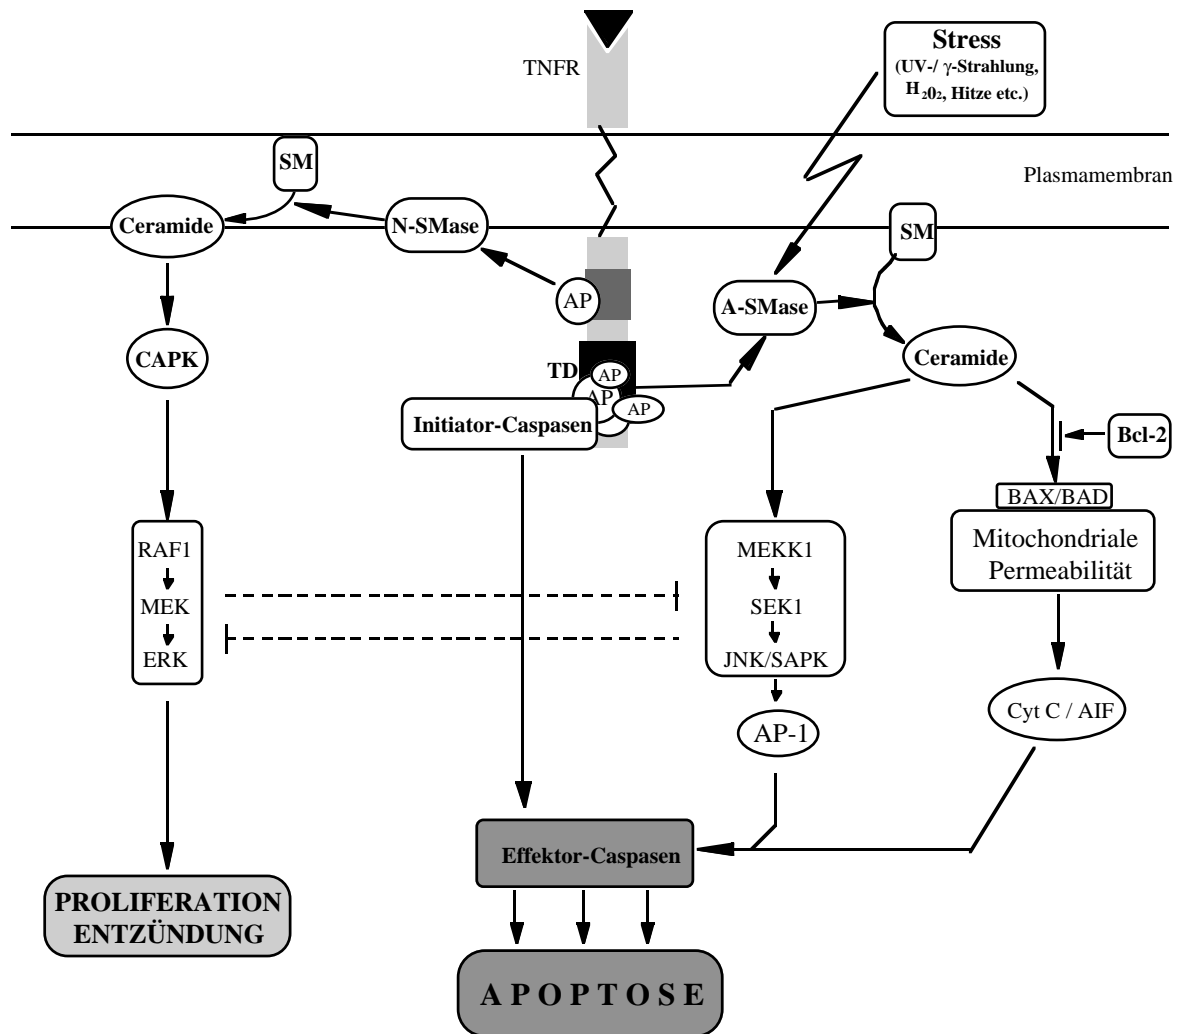 Stress
(UV-/ γ-Strahlung,
H₂0₂, Hitze etc.)
TNFR
SM
Plasmamembran
Ceramide
N-SMase
SM
AP
A-SMase
CAPK
TD
AP
AP
AP
Ceramide
Initiator-Caspasen
Bcl-2
BAX/BAD
Mitochondriale
Permeabilität
RAF1
MEK
ERK
MEKK1
SEK1
JNK/SAPK
AP-1
Cyt C / AIF
Effektor-Caspasen
PROLIFERATION
ENTZÜNDUNG
A P O P T O S E